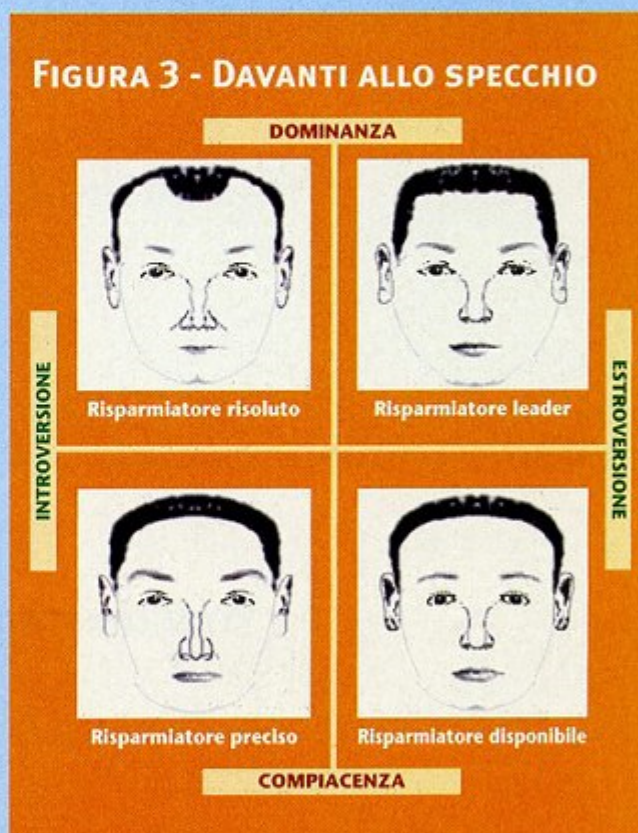 FIGURA 3 - DAVANTI ALLO SPECCHIO
DOMINANZA
INTROVERSIONE
ESTROVERSIONE
Risparmiatore risoluto
Risparmiatore leader
Risparmiatore preciso
Risparmiatore disponibile
COMPIACENZA